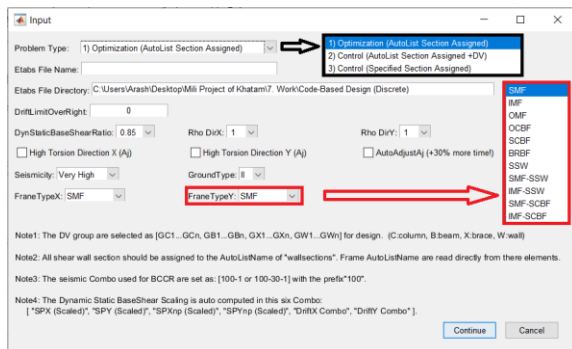 Input
Problem Type: 1) Optimization (AutoList Section Assigned)
1) Optimization (AutoList Section Assigned)
2) Control (AutoList Section Assigned +DV)
3) Control (Specified Section Assigned)
Etabs File Name:
Etabs File Directory: C:\Users\Arash\Desktop\Mili Project of Khatam\7. Work\Code-Based Design (Discrete)
DriftLimitOverRight: 0
DynStaticBaseShearRatio: 0.85 Rho DirX: 1 Rho DirY: 1
High Torsion Direction X (Aj) High Torsion Direction Y (Aj) AutoAdjustAj (+30% more time!)
Seismicity: Very High GroundType: II
FraneTypeX: SMF FraneTypeY: SMF
SMF
IMF
OMF
OCBF
SCBF
BRBF
SSW
SMF-SSW
IMF-SSW
SMF-SCBF
IMF-SCBF
Note1: The DV group are selected as [GC1...GCn, GB1...GBn, GX1...GXn, GW1...GWn] for design. (C:column, B:beam, X:brace, W:wall)
Note2: All shear wall section should be assigned to the AutoListName of "wallsections". Frame AutoListName are read directly from there elements.
Note3: The seismic Combo used for BCCR are set as: [100-1 or 100-30-1] with the prefix"100".
Note4: The Dynamic Static BaseShear Scaling is auto computed in this six Combo:
[ "SPX (Scaled)", "SPY (Scaled)", "SPXnp (Scaled)", "SPYnp (Scaled)", "DriftX Combo", "DriftY Combo" ].
Continue Cancel